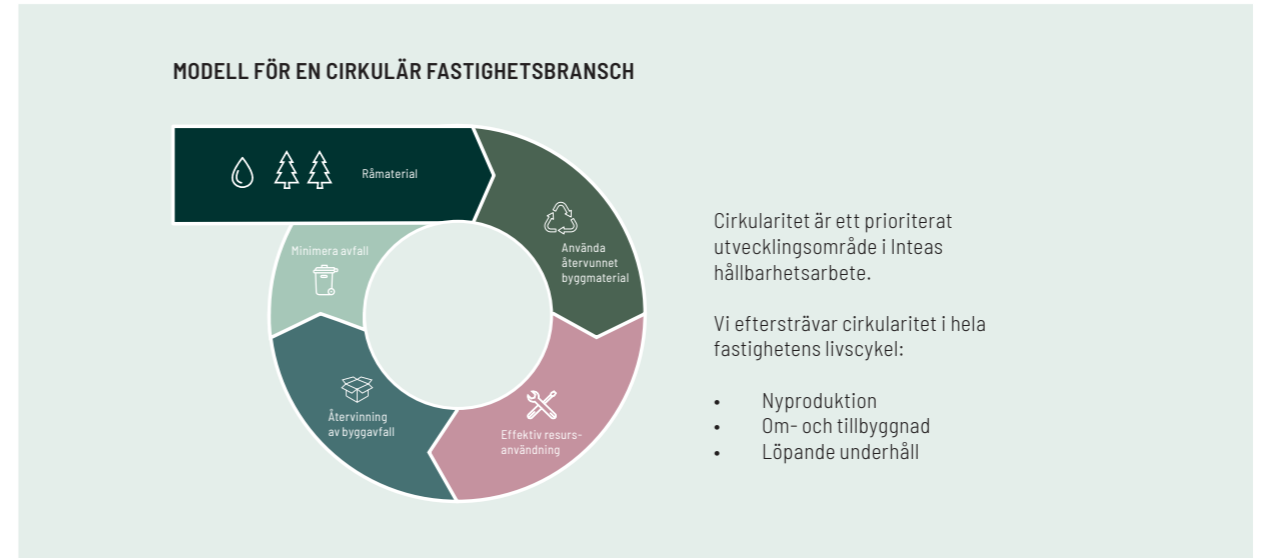 MODELL FÖR EN CIRKULÄR FASTIGHETSBRANSCH
Råmaterial
Använda
återvunnet
byggmaterial
Effektiv resurs-
användning
Återvinning
av byggavfall
Minimera avfall
Cirkularitet är ett prioriterat
utvecklingsområde i Inteas
hållbarhetsarbete.
Vi eftersträvar cirkularitet i hela
fastighetens livscykel:
• Nyproduktion
• Om- och tillbyggnad
• Löpande underhåll